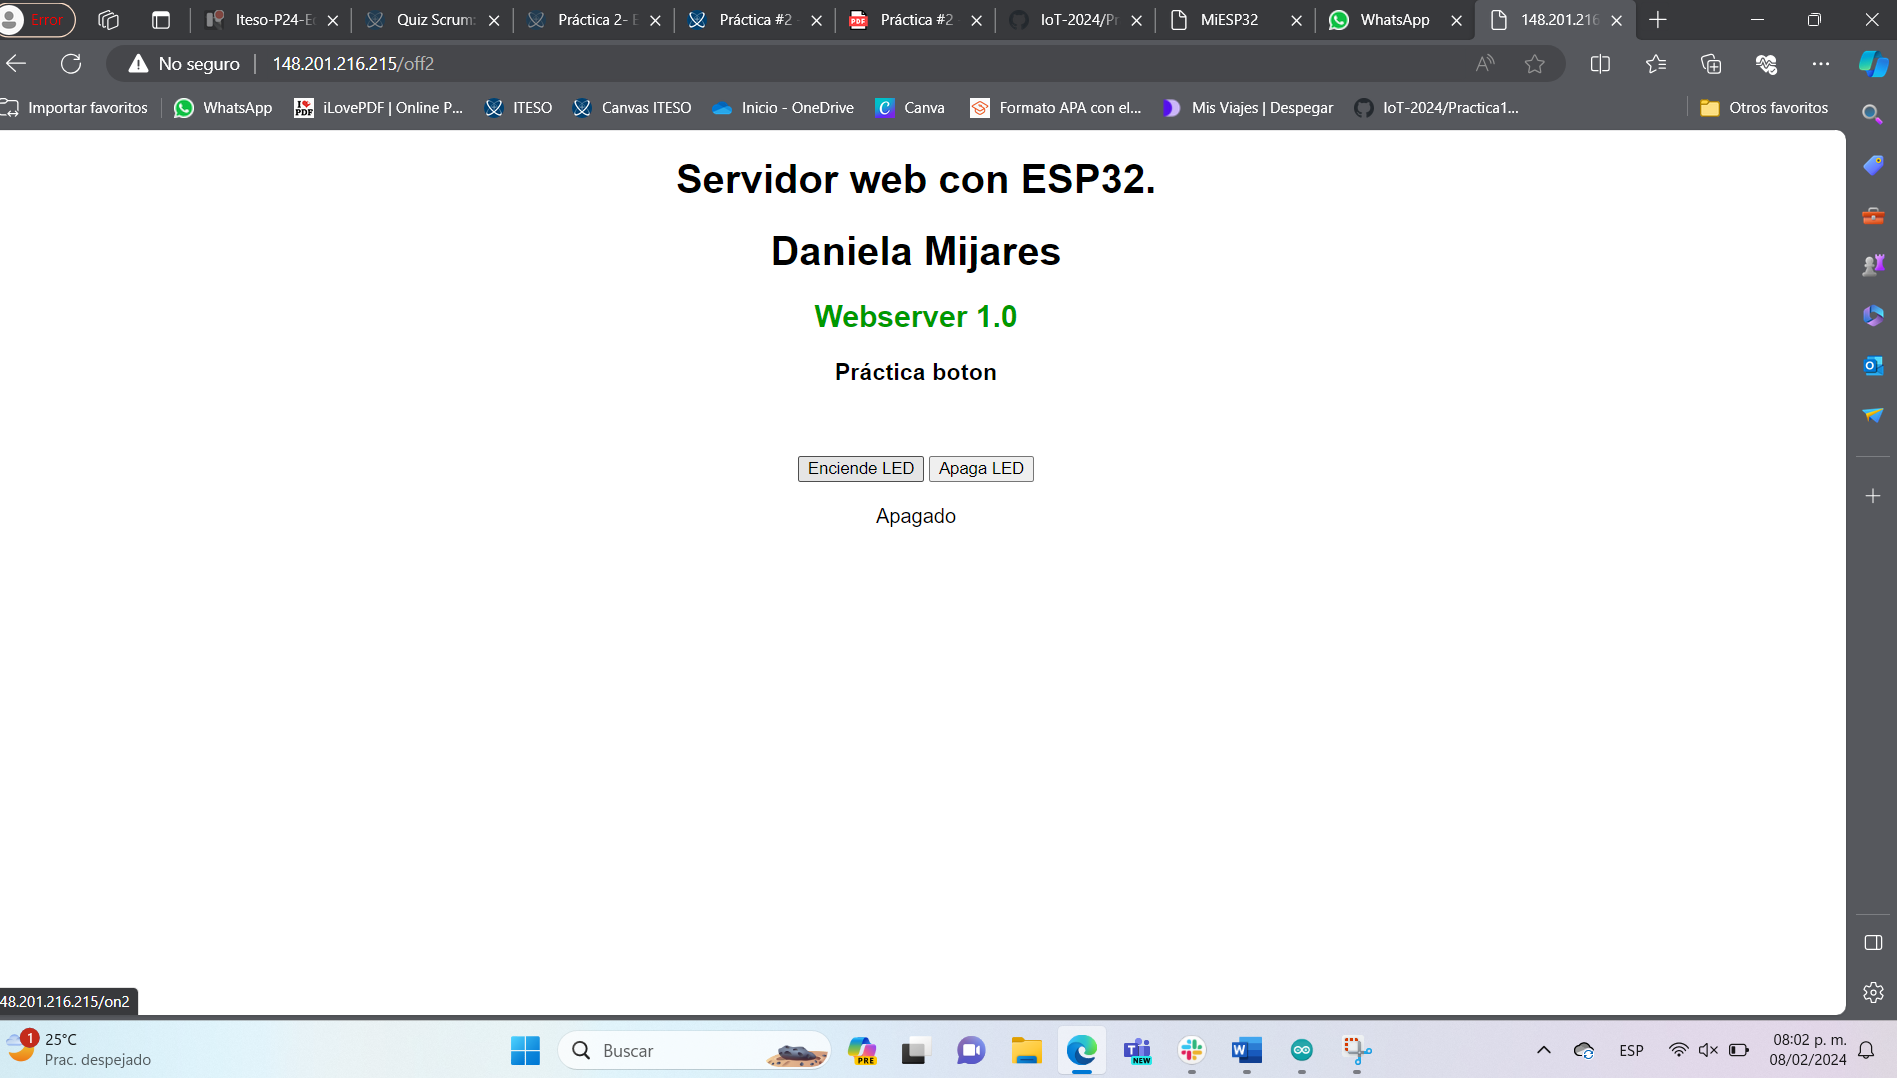 Error
Iteso-P24-Ec
Quiz Scrum:
Práctica 2- E
Práctica #2 -
Práctica #2 -
IoT-2024/Pr
MiESP32
WhatsApp
148.201.216
No seguro
148.201.216.215/off2
Importar favoritos
WhatsApp
iLovePDF | Online P...
ITESO
Canvas ITESO
Inicio - OneDrive
Canva
Formato APA con el...
Mis Viajes | Despegar
IoT-2024/Practica1...
Otros favoritos
Servidor web con ESP32.
Daniela Mijares
Webserver 1.0
Práctica boton
Enciende LED
Apaga LED
Apagado
48.201.216.215/on2
1
25°C
Prac. despejado
Buscar
PRE
NEW
ESP
08:02 p. m.
08/02/2024